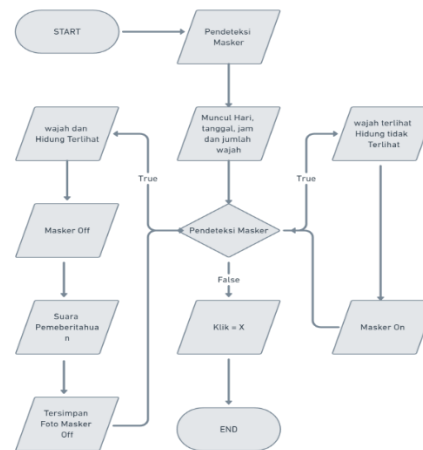 START
Pendeteksi
Masker
wajah dan
Hidung Terlihat
Muncul Hari,
tanggal, jam
dan jumlah
wajah
wajah terlihat
Hidung tidak
Terlihat
True
True
Masker Off
Pendeteksi Masker
False
Suara
Pemeberitahua
n
Klik = X
Masker On
Tersimpan
Foto Masker
Off
END